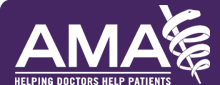 AMA
HELPING DOCTORS HELP PATIENTS